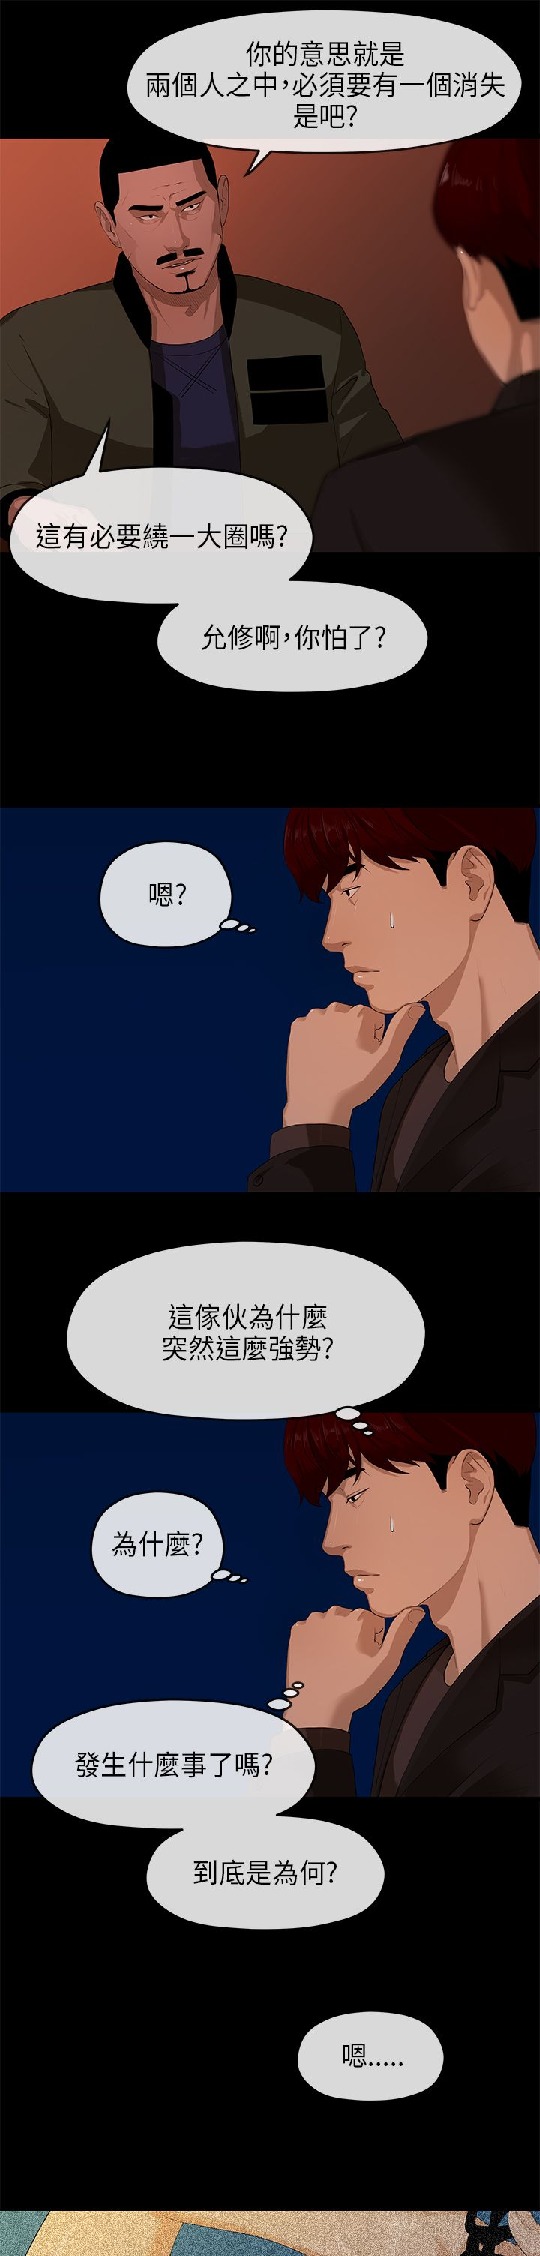 你的意思就是
兩個人之中，必須要有一個消失
是吧？
這有必要繞一大圈嗎？
允修啊，你怕了？
嗯？
這傢伙為什麼
突然這麼強勢？
為什麼？
發生什麼事了嗎？
到底是為何？
嗯.....